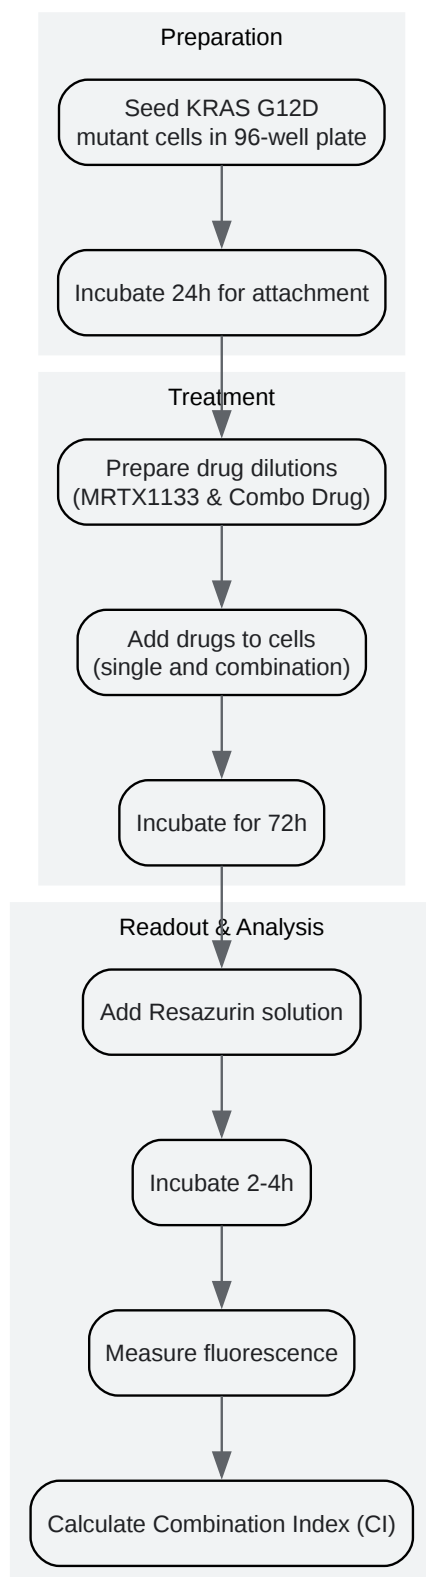 Preparation
Seed KRAS G12D
mutant cells in 96-well plate
Incubate 24h for attachment
Treatment
Prepare drug dilutions
(MRTX1133 & Combo Drug)
Add drugs to cells
(single and combination)
Incubate for 72h
Readout & Analysis
Add Resazurin solution
Incubate 2-4h
Measure fluorescence
Calculate Combination Index (CI)